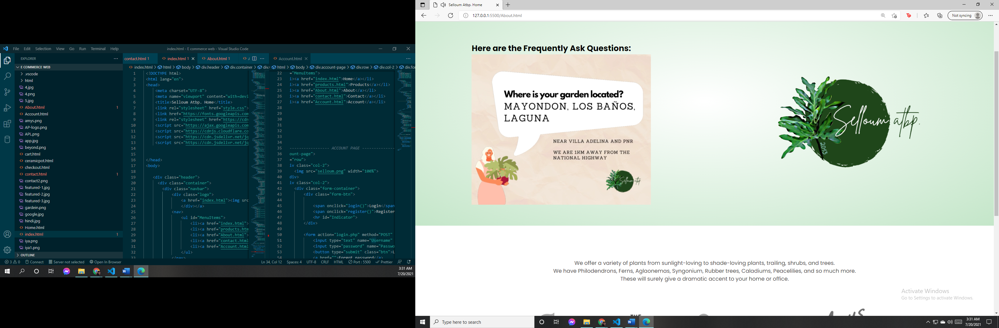 File Edit Selection View Go Run Terminal Help
index.html - E commerce web - Visual Studio Code
EXPLORER
E COMMERCE WEB
.vscode
html
4.jpg
4.png
5.jpg
About.html 1
Account.html
amys.png
AP-logo.png
APL.png
app.jpg
beyond.png
cart.html
ceramicpot.html
checkout.html
contact.html 1
contact2.png
featured-1.jpg
featured-2.jpg
featured-3.jpg
gardein.png
google.jpg
hindi.jpg
Home.html
index.html 1
iya.png
iya1.png
OUTLINE
contact.html 1 index.html 1 About.html 1
index.html > html > body > div.header > div.container > div.
1 <!DOCTYPE html>
2 <html lang="en">
3 <head>
4 <meta charset="UTF-8">
5 <meta name="viewport" content="with=devi
6 <title>Selloum Atbp. Home</title>
7 <link rel="stylesheet" href="style.css">
8 <link href="https://fonts.googleapis.com
9 <link rel="stylesheet" href="https://cdn
10 <script src="https://ajax.googleapis.com
11 <script src="https://cdnjs.cloudflare.co
12 <script src="https://cdn.jsdelivr.net/jq
13 <script src="https://cdn.jsdelivr.net/jq
14
15
16 </head>
17 <body>
18
19 <div class="header">
20 <div class="container">
21 <div class="navbar">
22 <div class="logo">
23 <a href="index.html"><img src
24 </div></a>
25 <nav>
26 <ul id="MenuItems">
27 <li><a href="index.html">
28 <li><a href="products.htm
29 <li><a href="About.html">
30 <li><a href="contact.html
31 <li><a href="Account.html
32 </ul>
33 </nav>
Account.html
html > body > div.account-page > div.row > div.col-2 > div.fo
22 ="MenuItems">
23 i><a href="index.html">Home</a></li>
24 i><a href="products.html">Products</a></li>
25 i><a href="About.html">About</a></li>
26 i><a href="contact.html">Contact</a></li>
27 i><a href="Account.html">Account</a></li>
28
29
30
31
32
33
34
35 ----------------- ACCOUNT PAGE --------------
36 ount-page">
37 ="row">
38 iv class="col-2">
39 <img src="selloum.png" width="100%">
40 div>
41 iv class="col-2">
42 <div class="form-container">
43 <div class="form-btn">
44
45 <span onclick="login()">Login</span
46 <span onclick="register()">Register
47 <hr id="Indicator">
48 </div>
49
50 <form action="login.php" method="POST"
51 <input type="text" name="Username"
52 <input type="password" name="Passwo
53 <button type="submit" class="btn">L
54 <a href="">Forgot password</a>
3 0 Connect Server not selected Open In Browser Ln 34, Col 12 Spaces: 4 UTF-8 CRLF HTML Port : 5500 Prettier
3:31 AM
7/20/2021
Selloum Atbp. Home
127.0.0.1:5500/About.html
Not syncing
Here are the Frequently Ask Questions:
Where is your garden located?
MAYONDON, LOS BAÑOS,
LAGUNA
NEAR VILLA ADELINA AND PNR
WE ARE 1KM AWAY FROM THE
NATIONAL HIGHWAY
Selloum atbp
Selloum atbp.
2013
We offer a variety of plants from sunlight-loving to shade-loving plants, trailing, shrubs, and trees.
We have Philodendrons, Ferns, Aglaonemas, Syngonium, Rubber trees, Caladiums, Peacelilies, and so much more.
These will surely give a dramatic accent to your home or office.
Activate Windows
Go to Settings to activate Windows.
THE
Type here to search
3:31 AM
7/20/2021